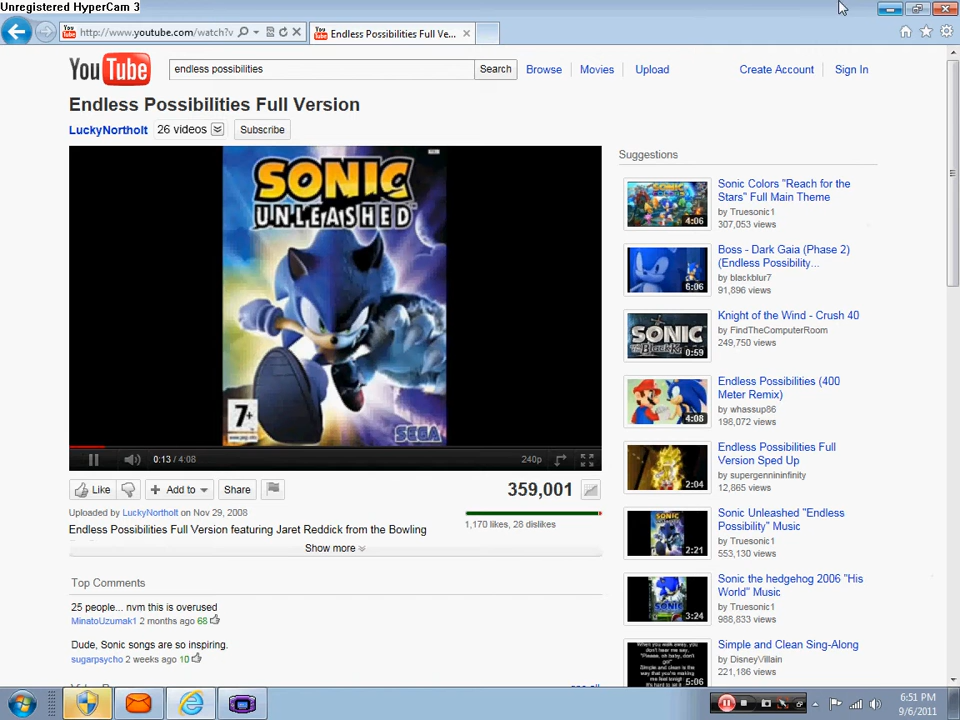 Unregistered HyperCam 3
http://www.youtube.com/watch?v
Endless Possibilities Full Ve...
YouTube
endless possibilities
Search
Browse
Movies
Upload
Create Account
Sign In
Endless Possibilities Full Version
LuckyNortholt 26 videos
Subscribe
SONIC
UNLEASHED
7+
SEGA
0:13 / 4:08
240p
Like
Add to
Share
359,001
Uploaded by LuckyNortholt on Nov 29, 2008
1,170 likes, 28 dislikes
Endless Possibilities Full Version featuring Jaret Reddick from the Bowling
Show more
Top Comments
25 people... nvm this is overused
MinatoUzumak1 2 months ago 68
Dude, Sonic songs are so inspiring.
sugarpsycho 2 weeks ago 10
Suggestions
4:06
Sonic Colors "Reach for the
Stars" Full Main Theme
by Truesonic1
307,053 views
6:06
Boss - Dark Gaia (Phase 2)
(Endless Possibility...
by blackblur7
91,896 views
SONIC
0:59
Knight of the Wind - Crush 40
by FindTheComputerRoom
249,750 views
4:08
Endless Possibilities (400
Meter Remix)
by whassup86
198,072 views
2:04
Endless Possibilities Full
Version Sped Up
by supergennininfinity
12,865 views
2:21
Sonic Unleashed "Endless
Possibility" Music
by Truesonic1
553,130 views
3:24
Sonic the hedgehog 2006 "His
World" Music
by Truesonic1
988,833 views
5:06
Simple and Clean Sing-Along
by DisneyVillain
221,186 views
6:51 PM
9/6/2011